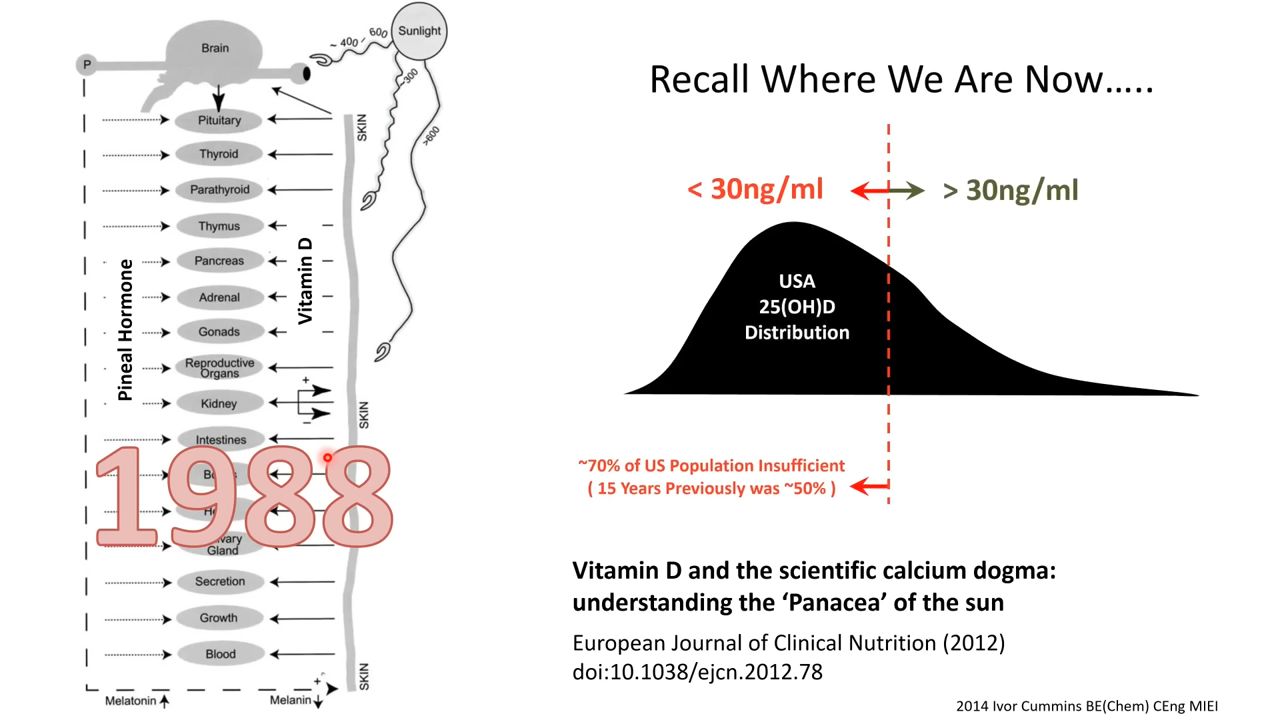 Brain
Sunlight
~ 400 - 600
P
~300
>600
Pituitary
SKIN
Thyroid
Parathyroid
Thymus
Pancreas
Adrenal
Gonads
Reproductive
Organs
Kidney
+
−
SKIN
Intestines
Gland
Secretion
Growth
Blood
SKIN
Pineal Hormone
Vitamin D
1988
Melatonin
Melanin
+
-
Recall Where We Are Now…..
< 30ng/ml
> 30ng/ml
USA
25(OH)D
Distribution
~70% of US Population Insufficient
( 15 Years Previously was ~50% )
Vitamin D and the scientific calcium dogma:
understanding the ‘Panacea’ of the sun
European Journal of Clinical Nutrition (2012)
doi:10.1038/ejcn.2012.78
2014 Ivor Cummins BE(Chem) CEng MIEI